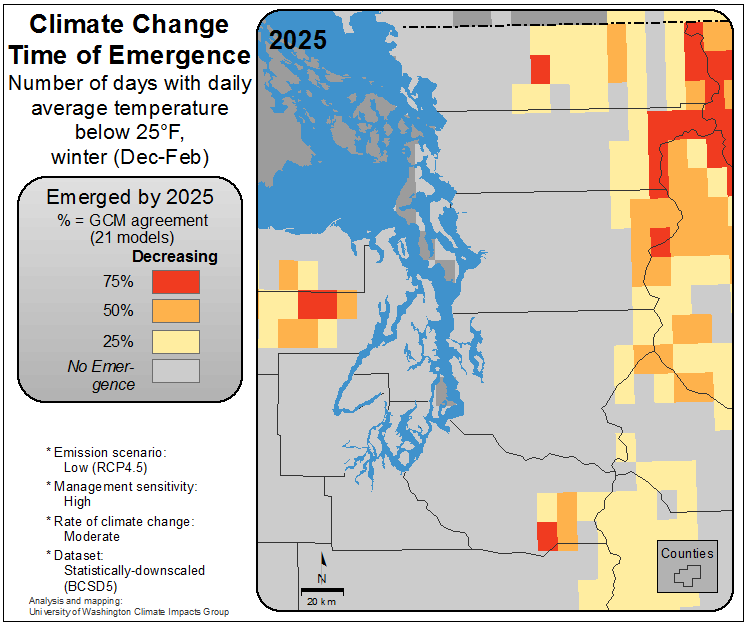 Climate Change
Time of Emergence
Number of days with daily
average temperature
below 25°F,
winter (Dec-Feb)
Emerged by 2025
% = GCM agreement
(21 models)
Decreasing
75%
50%
25%
No Emer-
gence
* Emission scenario:
Low (RCP4.5)
* Management sensitivity:
High
* Rate of climate change:
Moderate
* Dataset:
Statistically-downscaled
(BCSD5)
Analysis and mapping:
University of Washington Climate Impacts Group
2025
N
20 km
Counties